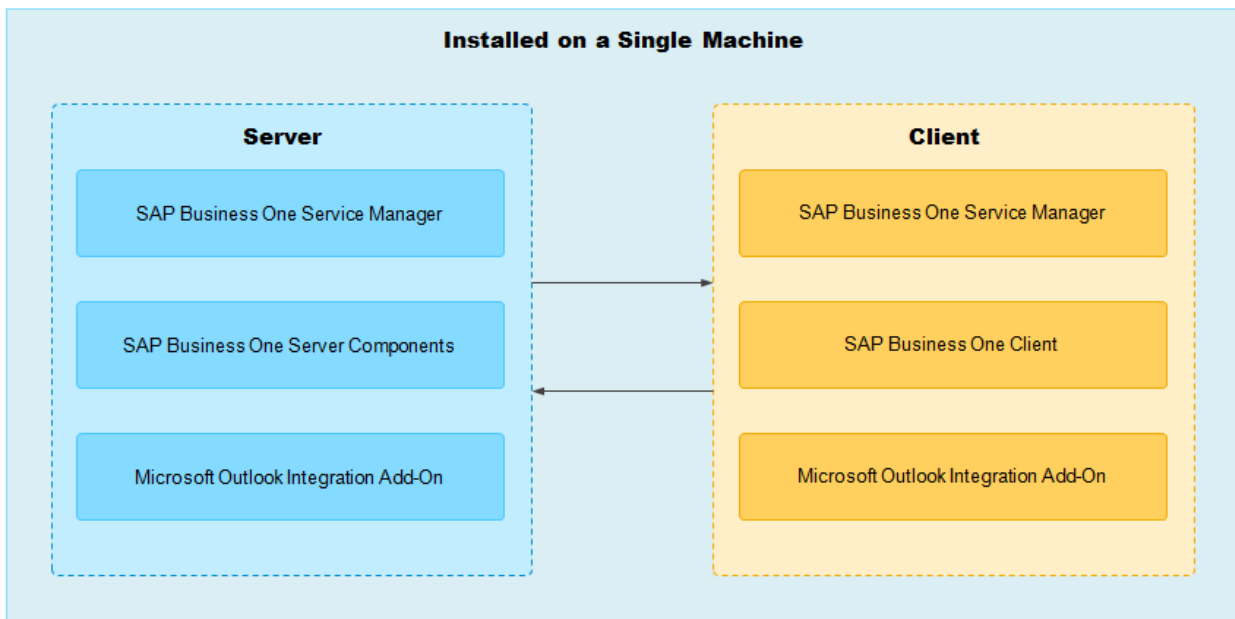 Installed on a Single Machine
Server
SAP Business One Service Manager
SAP Business One Server Components
Microsoft Outlook Integration Add-On
Client
SAP Business One Service Manager
SAP Business One Client
Microsoft Outlook Integration Add-On